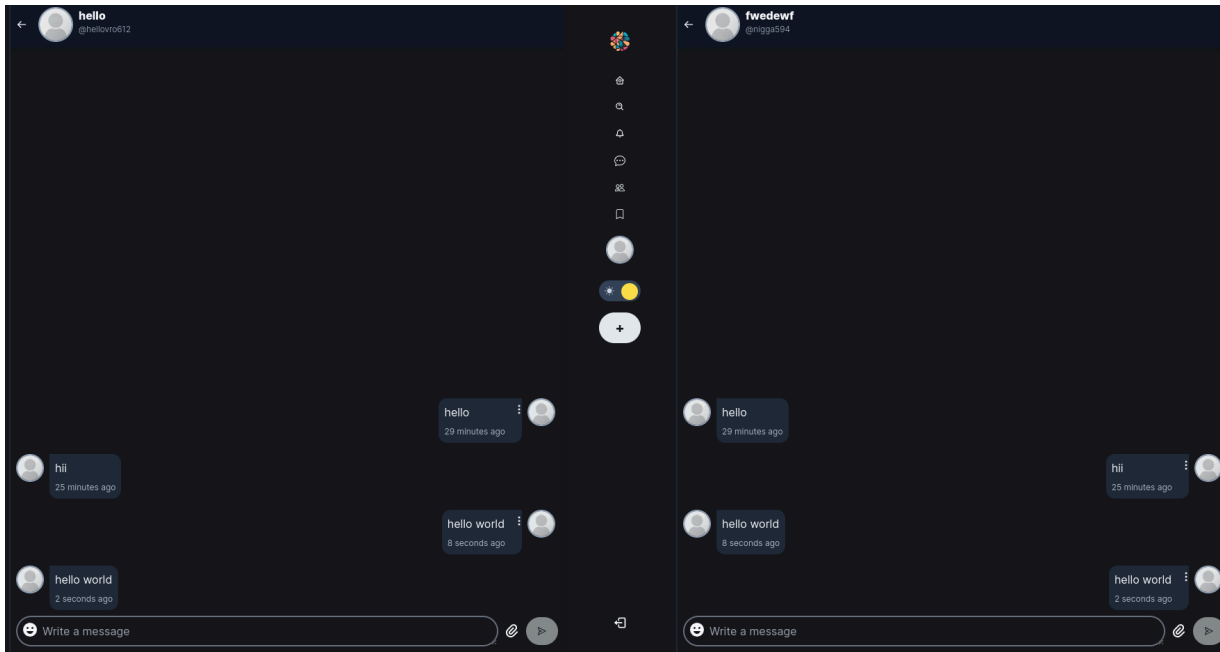 hello
@hellovro612
hello
29 minutes ago
hii
25 minutes ago
hello world
8 seconds ago
hello world
2 seconds ago
Write a message
+
fwedewf
@nigga594
hello
29 minutes ago
hii
25 minutes ago
hello world
8 seconds ago
hello world
2 seconds ago
Write a message